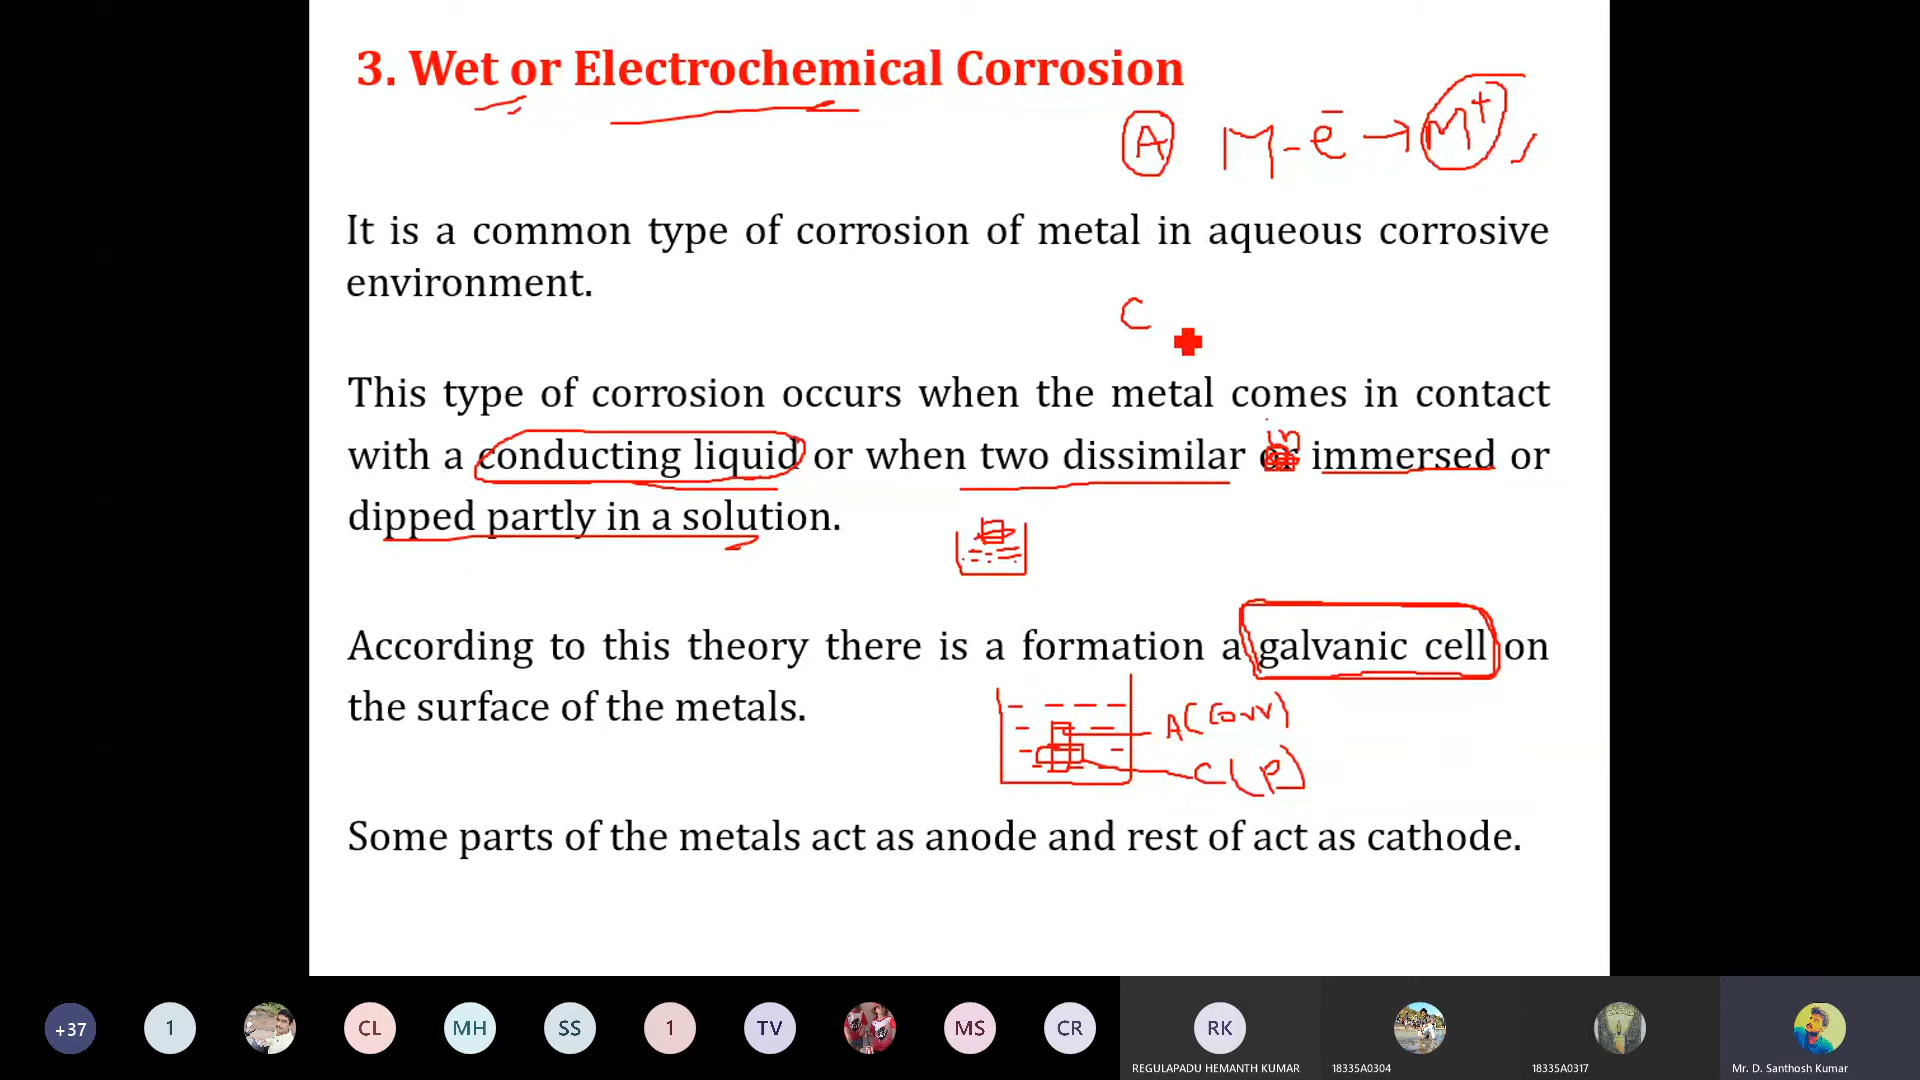 3. Wet or Electrochemical Corrosion
A M - e̅ → M⁺
It is a common type of corrosion of metal in aqueous corrosive
environment.
C
This type of corrosion occurs when the metal comes in contact
in
with a conducting liquid or when two dissimilar or immersed or
dipped partly in a solution.
According to this theory there is a formation a galvanic cell on
the surface of the metals.
A (Corr)
C (P)
Some parts of the metals act as anode and rest of act as cathode.
+37
1
CL
MH
SS
1
TV
MS
CR
RK
REGULAPADU HEMANTH KUMAR
18335A0304
18335A0317
Mr. D. Santhosh Kumar